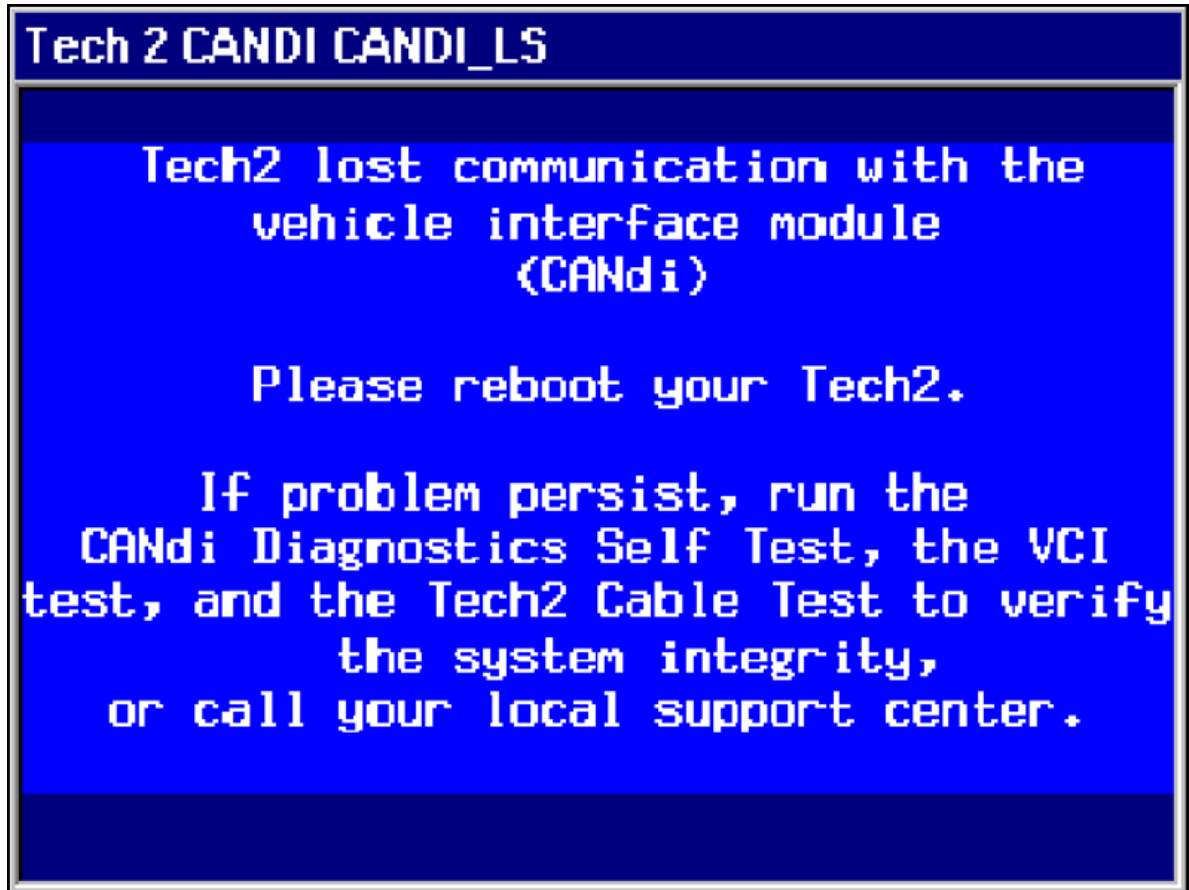 Tech 2 CANDI CANDI_LS
Tech2 lost communication with the
vehicle interface module
(CANdi)
Please reboot your Tech2.
If problem persist, run the
CANdi Diagnostics Self Test, the VCI
test, and the Tech2 Cable Test to verify
the system integrity,
or call your local support center.